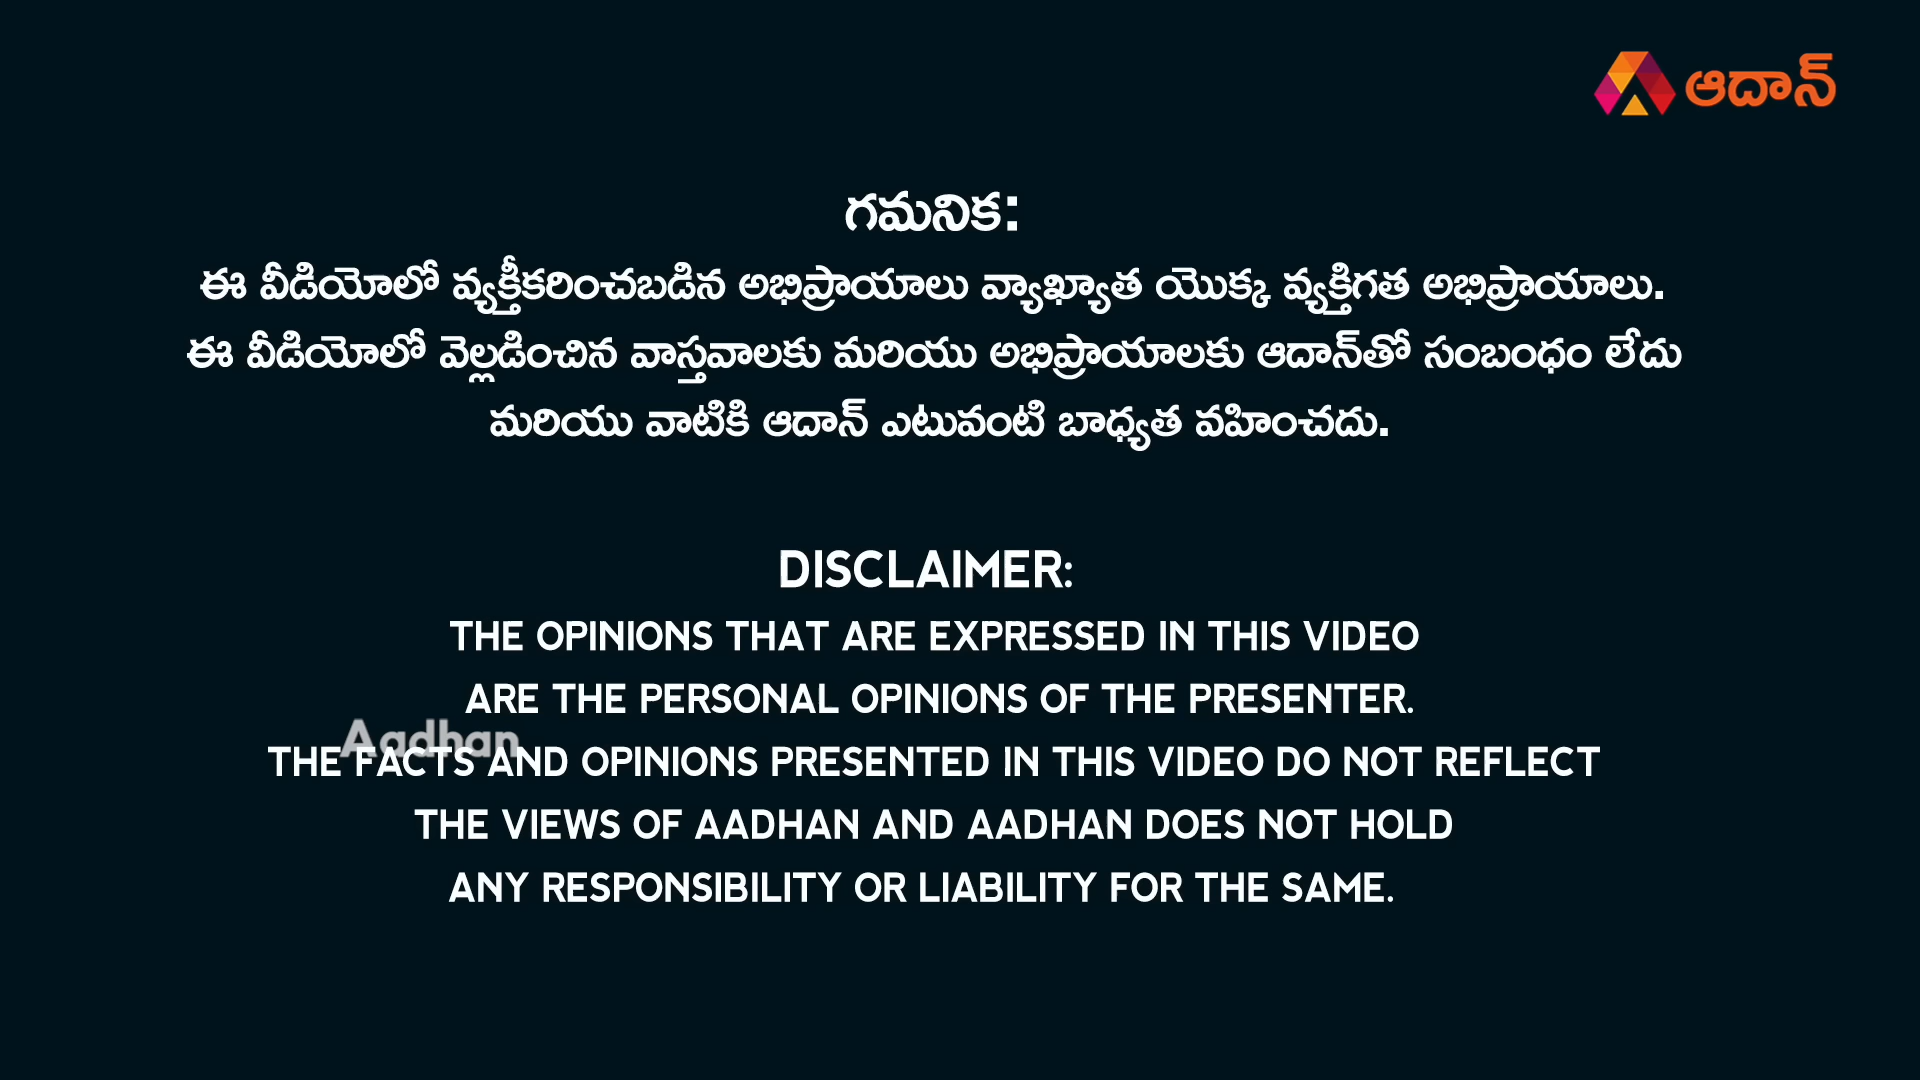 ఆదాన్
గమనిక:
ఈ వీడియోలో వ్యక్తీకరించబడిన అభిప్రాయాలు వ్యాఖ్యాత యొక్క వ్యక్తిగత అభిప్రాయాలు.
ఈ వీడియోలో వెల్లడించిన వాస్తవాలకు మరియు అభిప్రాయాలకు ఆదాన్‌తో సంబంధం లేదు
మరియు వాటికి ఆదాన్ ఎటువంటి బాధ్యత వహించదు.
DISCLAIMER:
THE OPINIONS THAT ARE EXPRESSED IN THIS VIDEO
ARE THE PERSONAL OPINIONS OF THE PRESENTER.
Aadhan
THE FACTS AND OPINIONS PRESENTED IN THIS VIDEO DO NOT REFLECT
THE VIEWS OF AADHAN AND AADHAN DOES NOT HOLD
ANY RESPONSIBILITY OR LIABILITY FOR THE SAME.